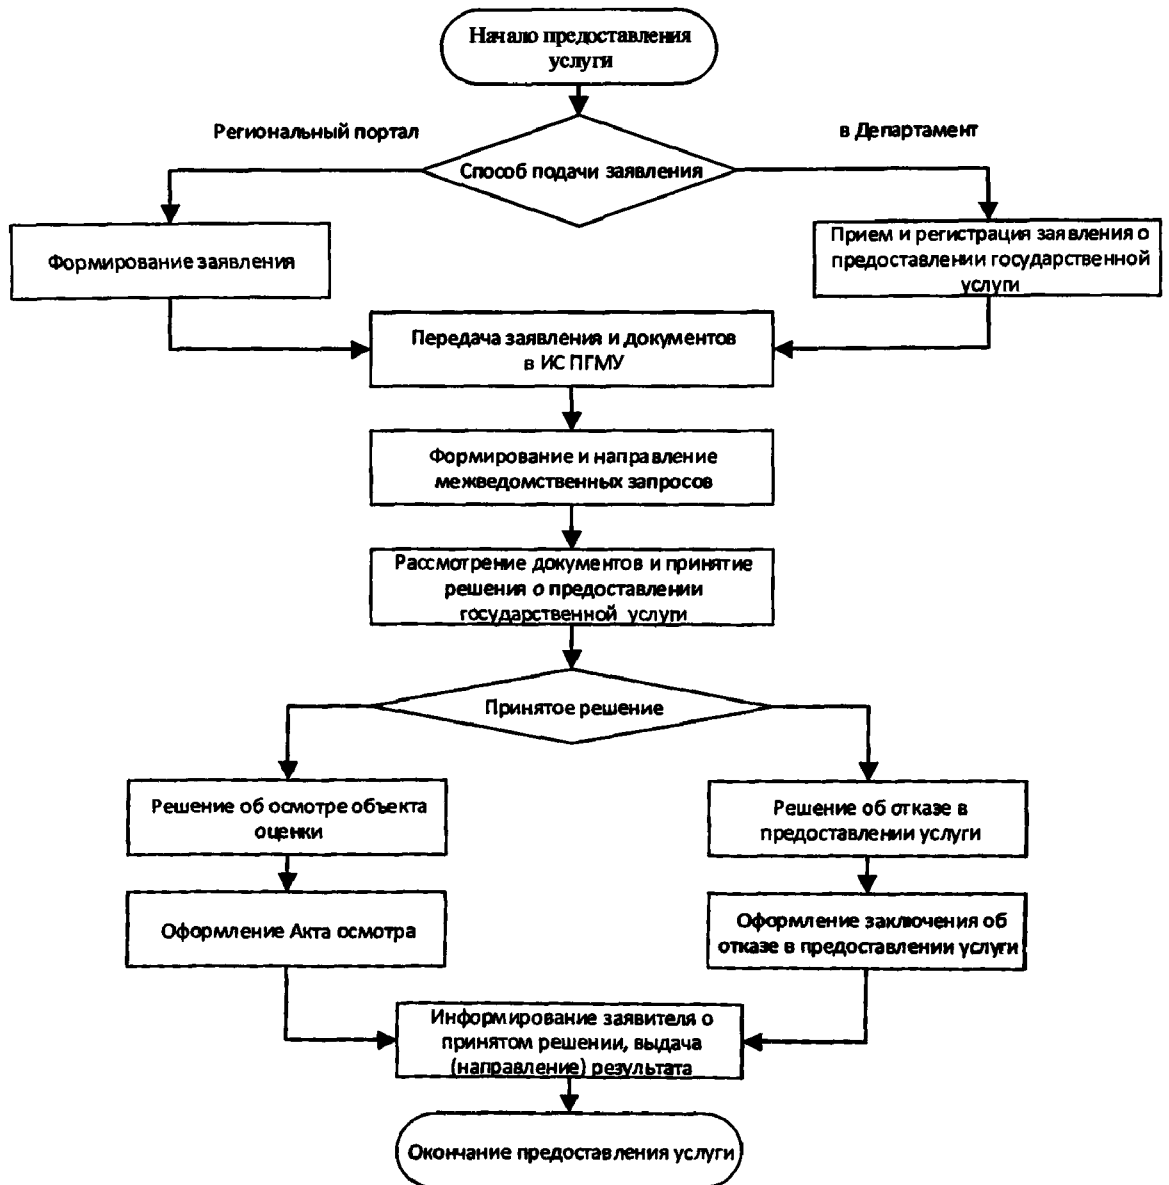 Начало предоставления
услуги
Региональный портал
в Департамент
Способ подачи заявления
Формирование заявления
Прием и регистрация заявления о
предоставлении государственной
услуги
Передача заявления и документов
в ИС ПГМУ
Формирование и направление
межведомственных запросов
Рассмотрение документов и принятие
решения о предоставлении
государственной услуги
Принятое решение
Решение об осмотре объекта
оценки
Решение об отказе в
предоставлении услуги
Оформление Акта осмотра
Оформление заключения об
отказе в предоставлении услуги
Информирование заявителя о
принятом решении, выдача
(направление) результата
Окончание предоставления услуги